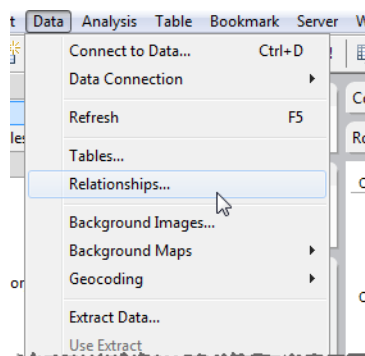 t Data Analysis Table Bookmark Server W
Connect to Data... Ctrl+D
Data Connection
Refresh F5
Tables...
Relationships...
Background Images...
Background Maps
Geocoding
Extract Data...
Use Extract